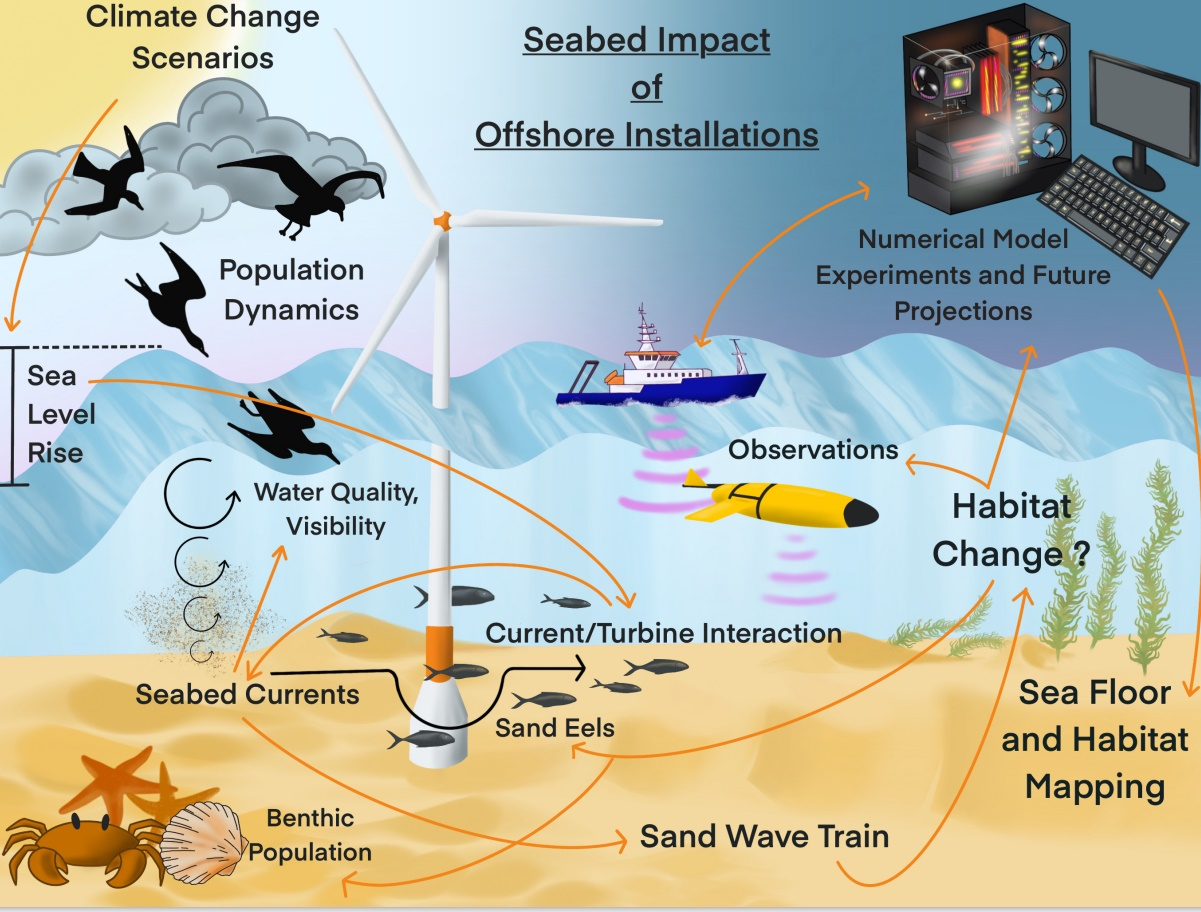 Climate Change
Scenarios
Seabed Impact
of
Offshore Installations
Population
Dynamics
Numerical Model
Experiments and Future
Projections
Sea
Level
Rise
Observations
Water Quality,
Visibility
Habitat
Change ?
Current/Turbine Interaction
Seabed Currents
Sand Eels
Sea Floor
and Habitat
Mapping
Benthic
Population
Sand Wave Train